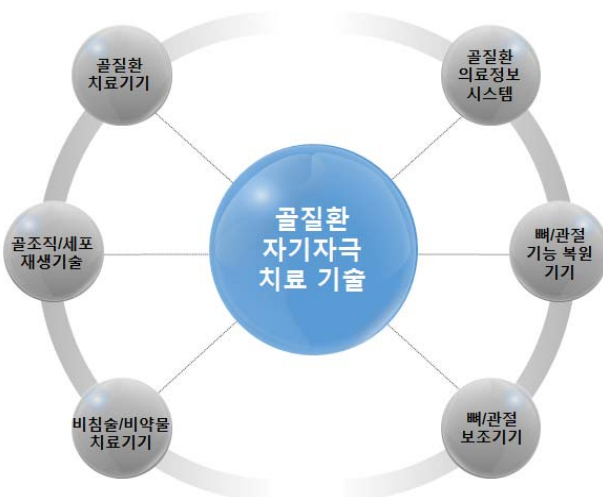 골질환
치료기기
골질환
의료정보
시스템
골질환
자기자극
치료 기술
골조직/세포
재생기술
뼈/관절
기능 복원
기기
비침술/비약물
치료기기
뼈/관절
보조기기